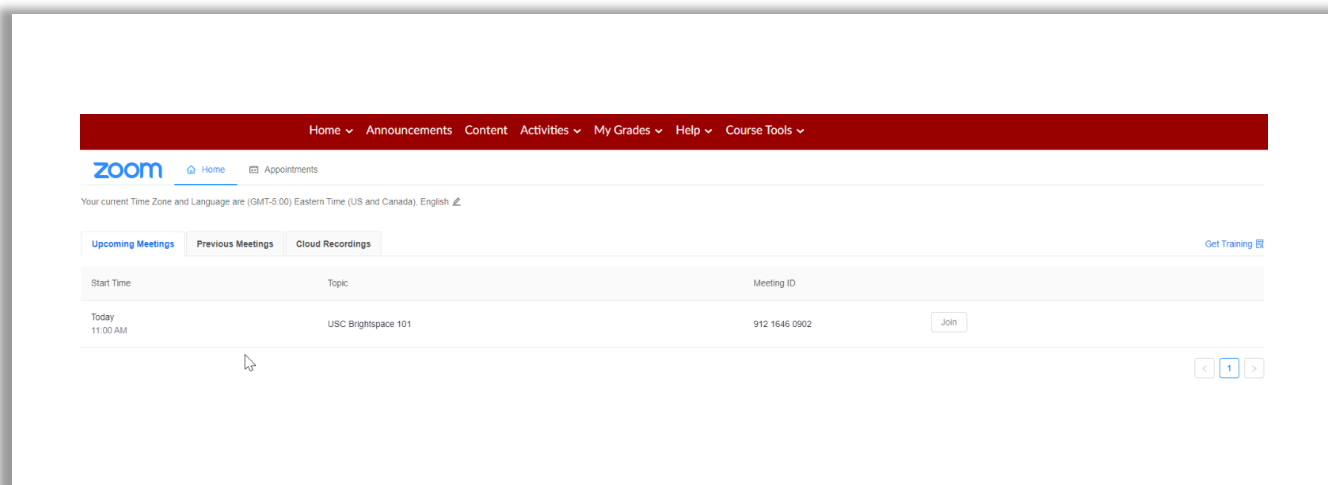 Home Announcements Content Activities My Grades Help Course Tools
zoom Home Appointments
Your current Time Zone and Language are (GMT-5:00) Eastern Time (US and Canada), English
Upcoming Meetings Previous Meetings Cloud Recordings Get Training
Start Time Topic Meeting ID
Today
11:00 AM USC Brightspace 101 912 1646 0902 Join
< 1 >